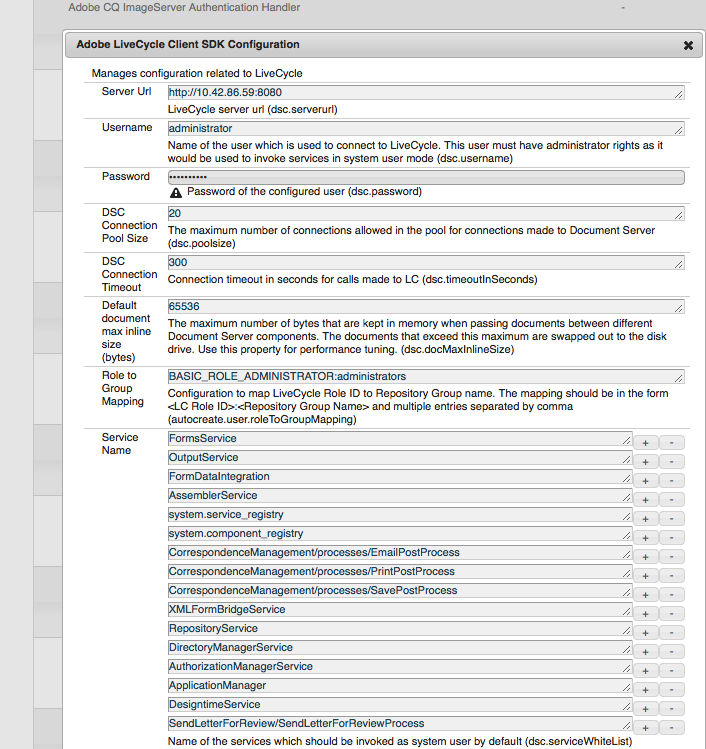 Adobe CQ ImageServer Authentication Handler -
Adobe LiveCycle Client SDK Configuration ✖
Manages configuration related to LiveCycle
Server Url http://10.42.86.59:8080
LiveCycle server url (dsc.serverurl)
Username administrator
Name of the user which is used to connect to LiveCycle. This user must have administrator rights as it
would be used to invoke services in system user mode (dsc.username)
Password ••••••••••
Password of the configured user (dsc.password)
DSC
Connection
Pool Size
20
The maximum number of connections allowed in the pool for connections made to Document Server
(dsc.poolsize)
DSC
Connection
Timeout
300
Connection timeout in seconds for calls made to LC (dsc.timeoutInSeconds)
Default
document
max inline
size
(bytes)
65536
The maximum number of bytes that are kept in memory when passing documents between different
Document Server components. The documents that exceed this maximum are swapped out to the disk
drive. Use this property for performance tuning. (dsc.docMaxInlineSize)
Role to
Group
Mapping
BASIC_ROLE_ADMINISTRATOR:administrators
Configuration to map LiveCycle Role ID to Repository Group name. The mapping should be in the form
<LC Role ID>:<Repository Group Name> and multiple entries separated by comma
(autocreate.user.roleToGroupMapping)
Service
Name
FormsService + -
OutputService + -
FormDataIntegration + -
AssemblerService + -
system.service_registry + -
system.component_registry + -
CorrespondenceManagement/processes/EmailPostProcess + -
CorrespondenceManagement/processes/PrintPostProcess + -
CorrespondenceManagement/processes/SavePostProcess + -
XMLFormBridgeService + -
RepositoryService + -
DirectoryManagerService + -
AuthorizationManagerService + -
ApplicationManager + -
DesigntimeService + -
SendLetterForReview/SendLetterForReviewProcess + -
Name of the services which should be invoked as system user by default (dsc.serviceWhiteList)